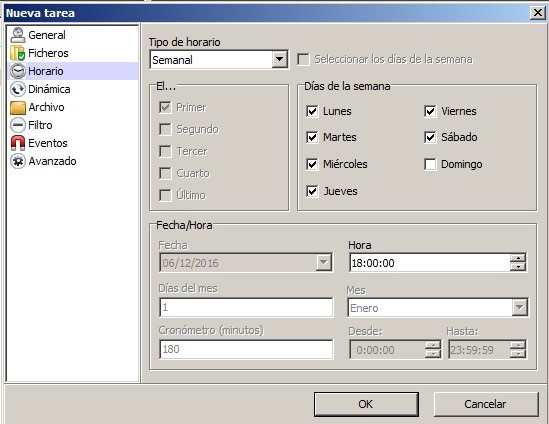 Nueva tarea
General
Ficheros
Horario
Dinámica
Archivo
Filtro
Eventos
Avanzado
Tipo de horario
Semanal
Seleccionar los días de la semana
El...
Primer
Segundo
Tercer
Cuarto
Último
Días de la semana
Lunes
Viernes
Martes
Sábado
Miércoles
Domingo
Jueves
Fecha/Hora
Fecha
Hora
06/12/2016
18:00:00
Días del mes
Mes
1
Enero
Cronómetro (minutos)
Desde:
Hasta:
180
0:00:00
23:59:59
OK
Cancelar